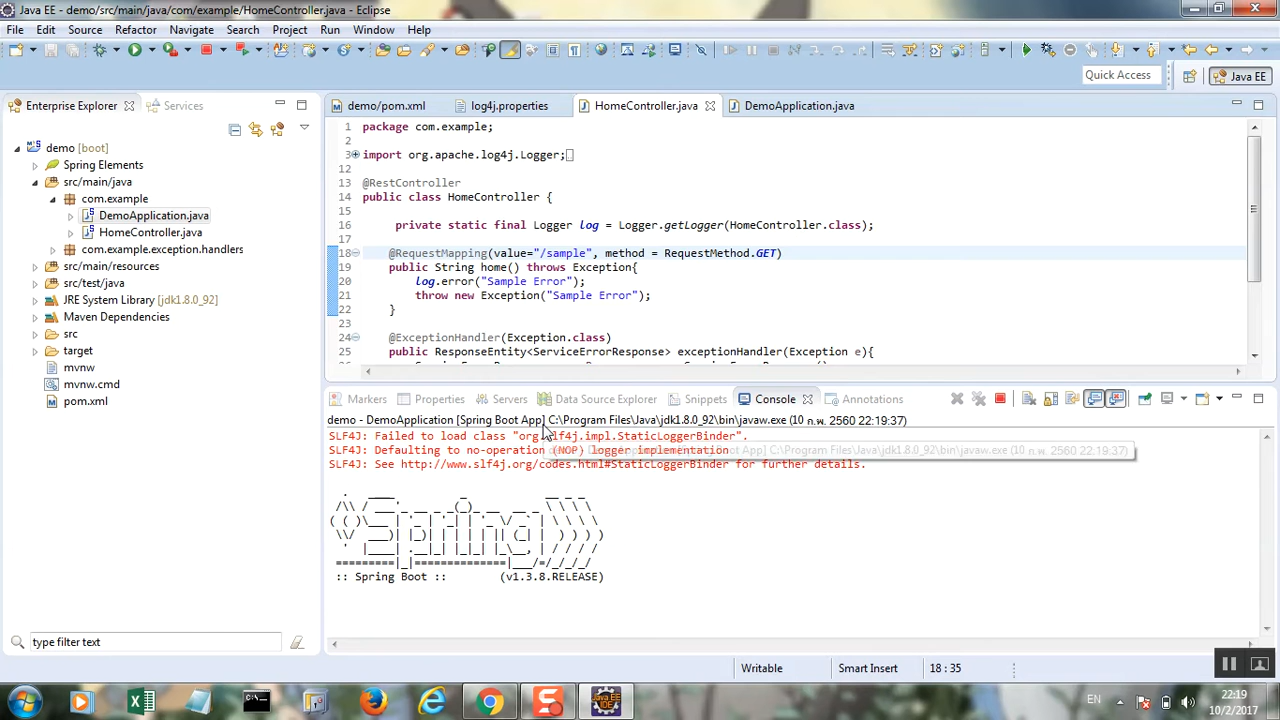 Java EE - demo/src/main/java/com/example/HomeController.java - Eclipse
File Edit Source Refactor Navigate Search Project Run Window Help
Quick Access
Java EE
Enterprise Explorer
Services
demo [boot]
Spring Elements
src/main/java
com.example
DemoApplication.java
HomeController.java
com.example.exception.handlers
src/main/resources
src/test/java
JRE System Library [jdk1.8.0_92]
Maven Dependencies
src
target
mvnw
mvnw.cmd
pom.xml
type filter text
demo/pom.xml
log4j.properties
HomeController.java
DemoApplication.java
1 package com.example;
2
3 import org.apache.log4j.Logger;
12
13 @RestController
14 public class HomeController {
15
16 private static final Logger log = Logger.getLogger(HomeController.class);
17
18 @RequestMapping(value="/sample", method = RequestMethod.GET)
19 public String home() throws Exception{
20 log.error("Sample Error");
21 throw new Exception("Sample Error");
22 }
23
24 @ExceptionHandler(Exception.class)
25 public ResponseEntity<ServiceErrorResponse> exceptionHandler(Exception e){
Markers
Properties
Servers
Data Source Explorer
Snippets
Console
Annotations
demo - DemoApplication [Spring Boot App] C:\Program Files\Java\jdk1.8.0_92\bin\javaw.exe (10 ก.พ. 2560 22:19:37)
SLF4J: Failed to load class "org.slf4j.impl.StaticLoggerBinder".
SLF4J: Defaulting to no-operation (NOP) logger implementation
SLF4J: See http://www.slf4j.org/codes.html#StaticLoggerBinder for further details.
Spring
:: Spring Boot :: (v1.3.8.RELEASE)
Writable
Smart Insert
18 : 35
EN
22:19
10/2/2017